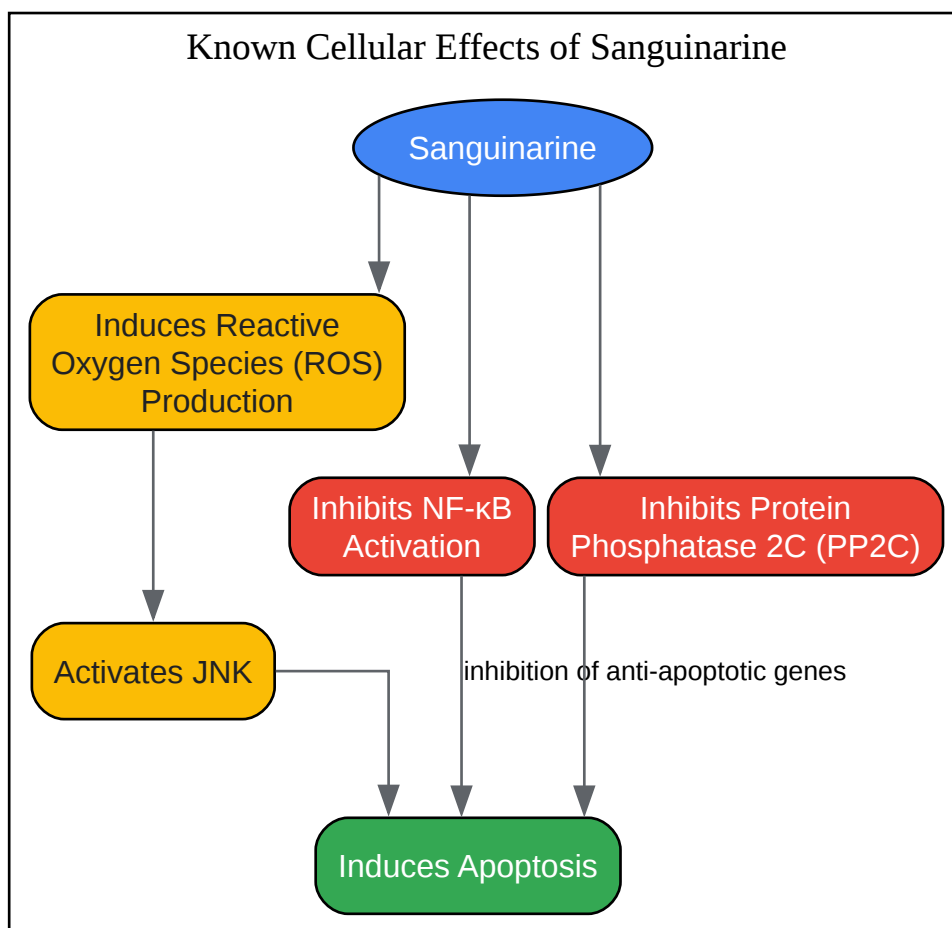 Known Cellular Effects of Sanguinarine
Sanguinarine
Induces Reactive
Oxygen Species (ROS)
Production
Inhibits NF-κB
Activation
Inhibits Protein
Phosphatase 2C (PP2C)
Activates JNK
inhibition of anti-apoptotic genes
Induces Apoptosis